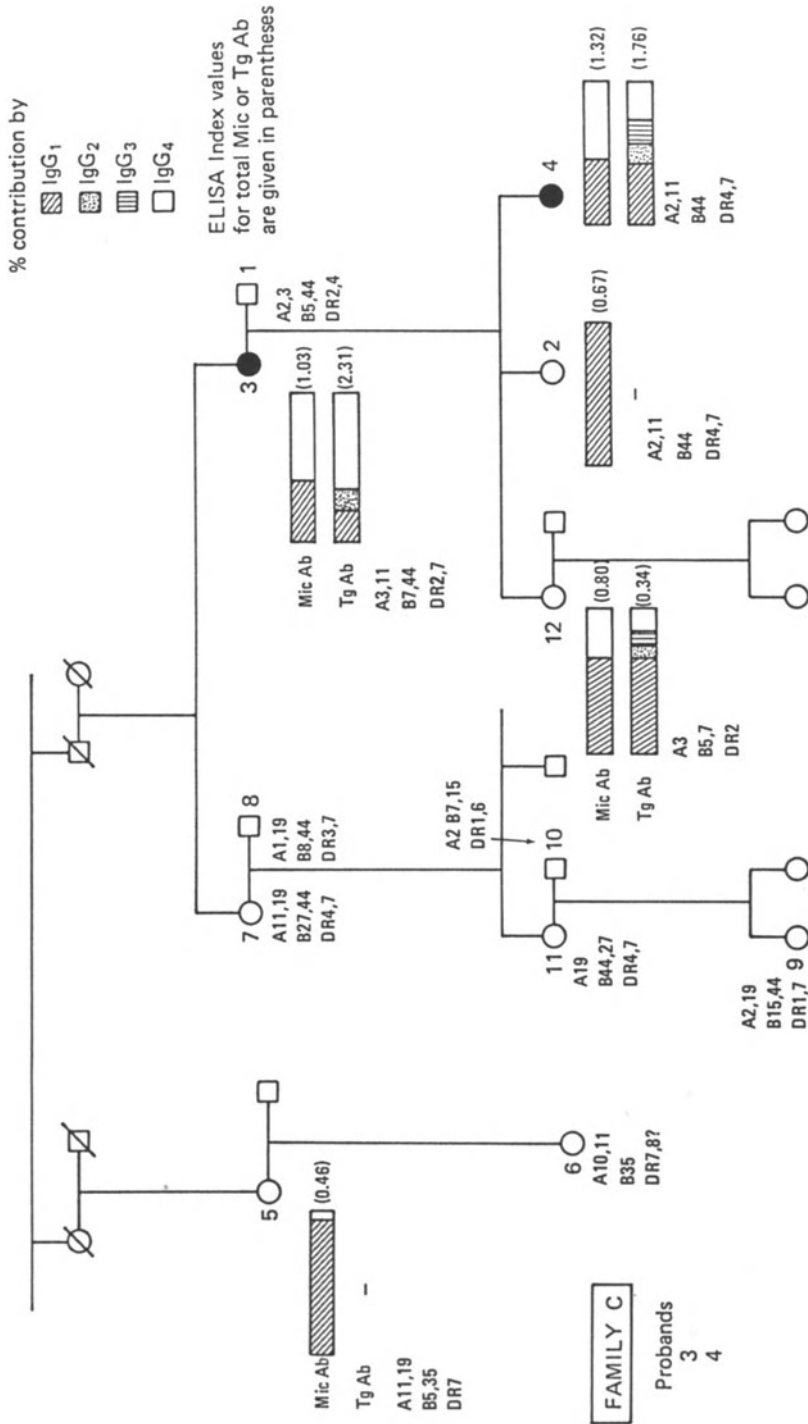 % contribution by
IgG1
IgG2
IgG3
IgG4
ELISA Index values
for total Mic or Tg Ab
are given in parentheses
3
1
A2,3
B5,44
DR2,4
Mic Ab
(1.03)
Tg Ab
(2.31)
A3,11
B7,44
DR2,7
7
8
A11,19
B27,44
DR4,7
A1,19
B8,44
DR3,7
5
Mic Ab
(0.46)
Tg Ab
–
A11,19
B5,35
DR7
6
A10,11
B35
DR7,8?
A2 B7,15
DR1,6
11
10
A19
B44,27
DR4,7
9
A2,19
B15,44
DR1,7
12
Mic Ab
(0.80)
Tg Ab
(0.34)
A3
B5,7
DR2
2
(0.67)
–
A2,11
B44
DR4,7
4
(1.32)
(1.76)
A2,11
B44
DR4,7
FAMILY C
Probands
3
4